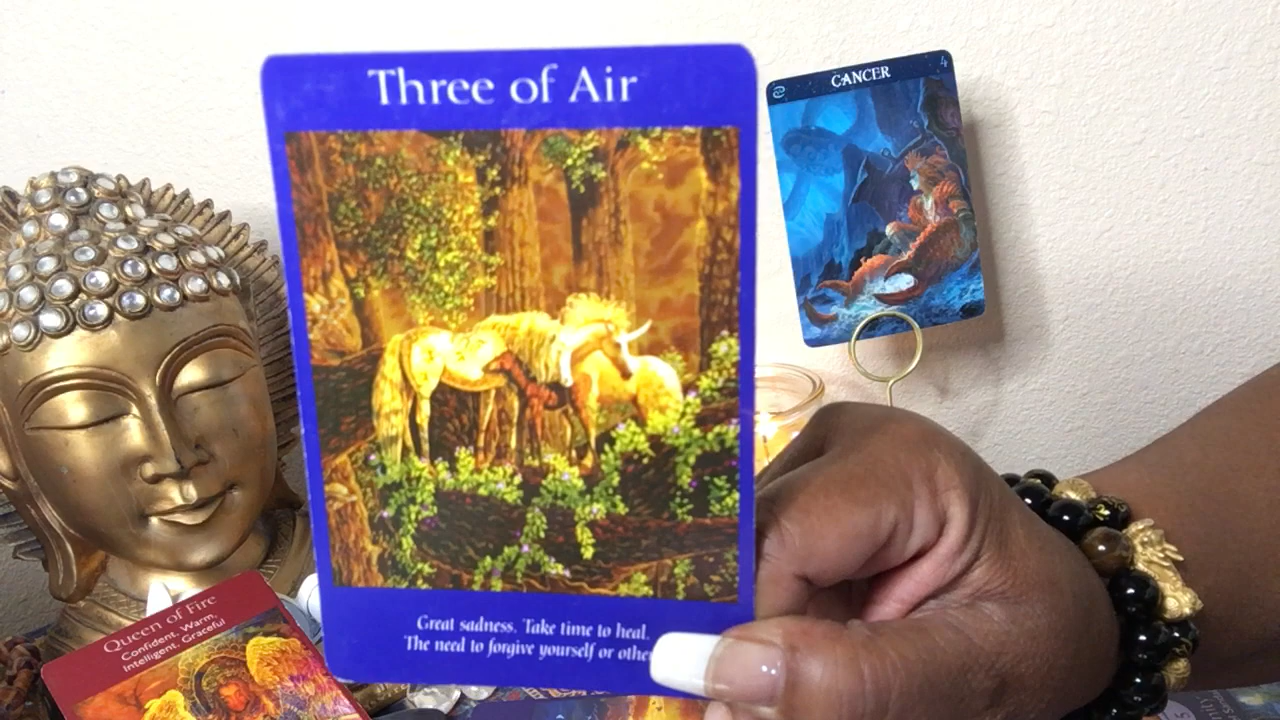 Three of Air
Great sadness. Take time to heal.
The need to forgive yourself or
CANCER
4
Queen of Fire
Confident, Warm,
Intelligent, Graceful